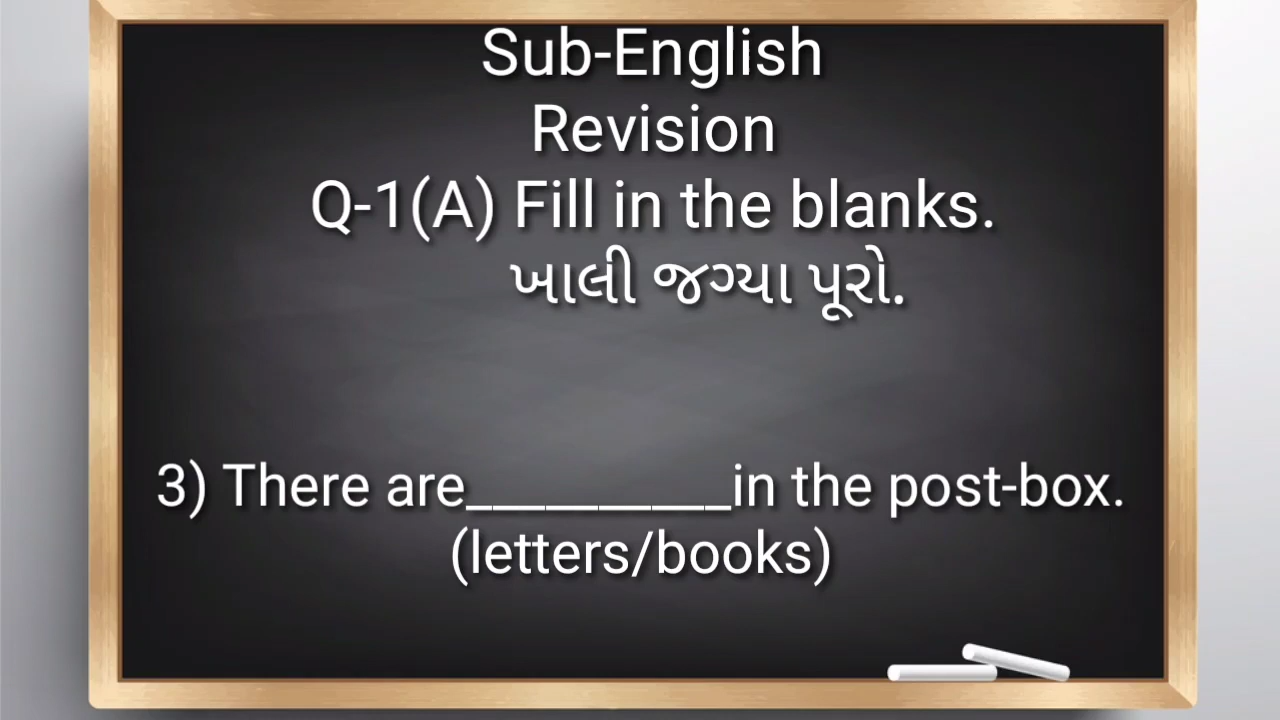 Sub-English
Revision
Q-1(A) Fill in the blanks.
ખાલી જગ્યા પૂરો.
3) There are__________in the post-box.
(letters/books)